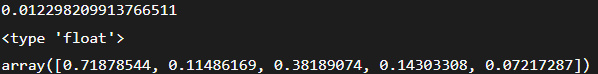 0.012298209913766511
<type 'float'>
array([0.71878544, 0.11486169, 0.38189074, 0.14303308, 0.07217287])